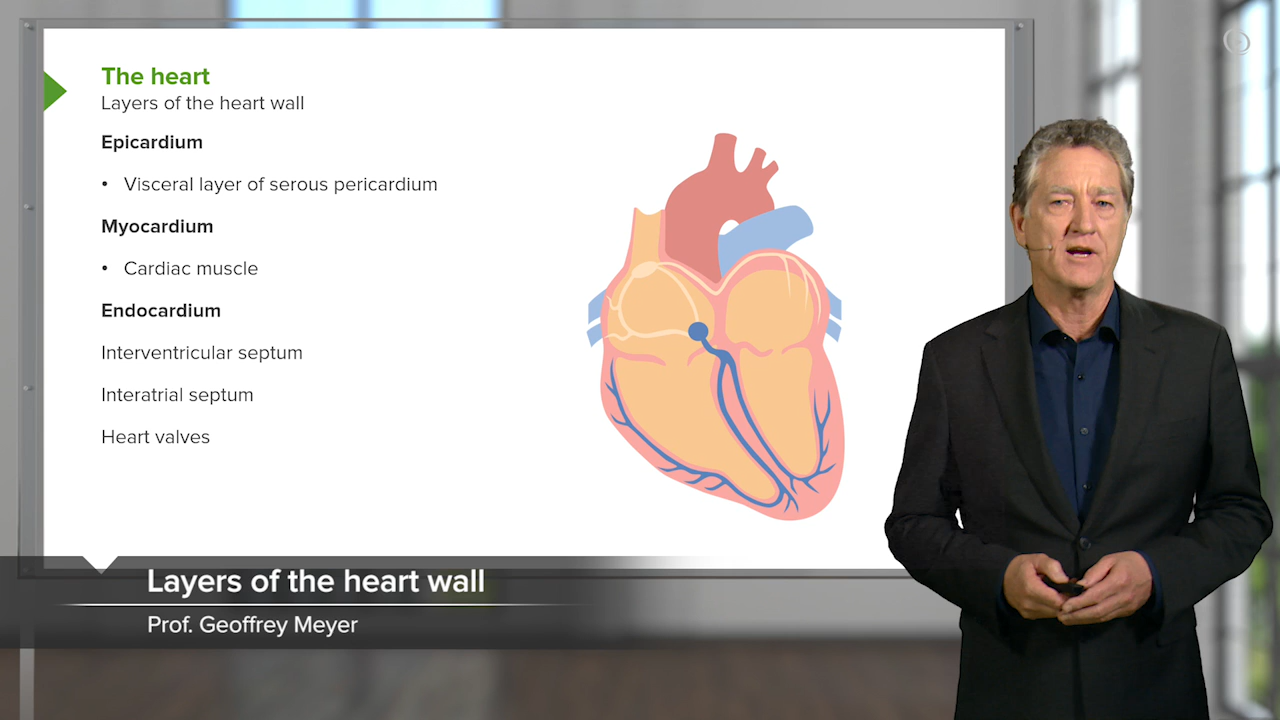 The heart
Layers of the heart wall
Epicardium
• Visceral layer of serous pericardium
Myocardium
• Cardiac muscle
Endocardium
Interventricular septum
Interatrial septum
Heart valves
Layers of the heart wall
Prof. Geoffrey Meyer